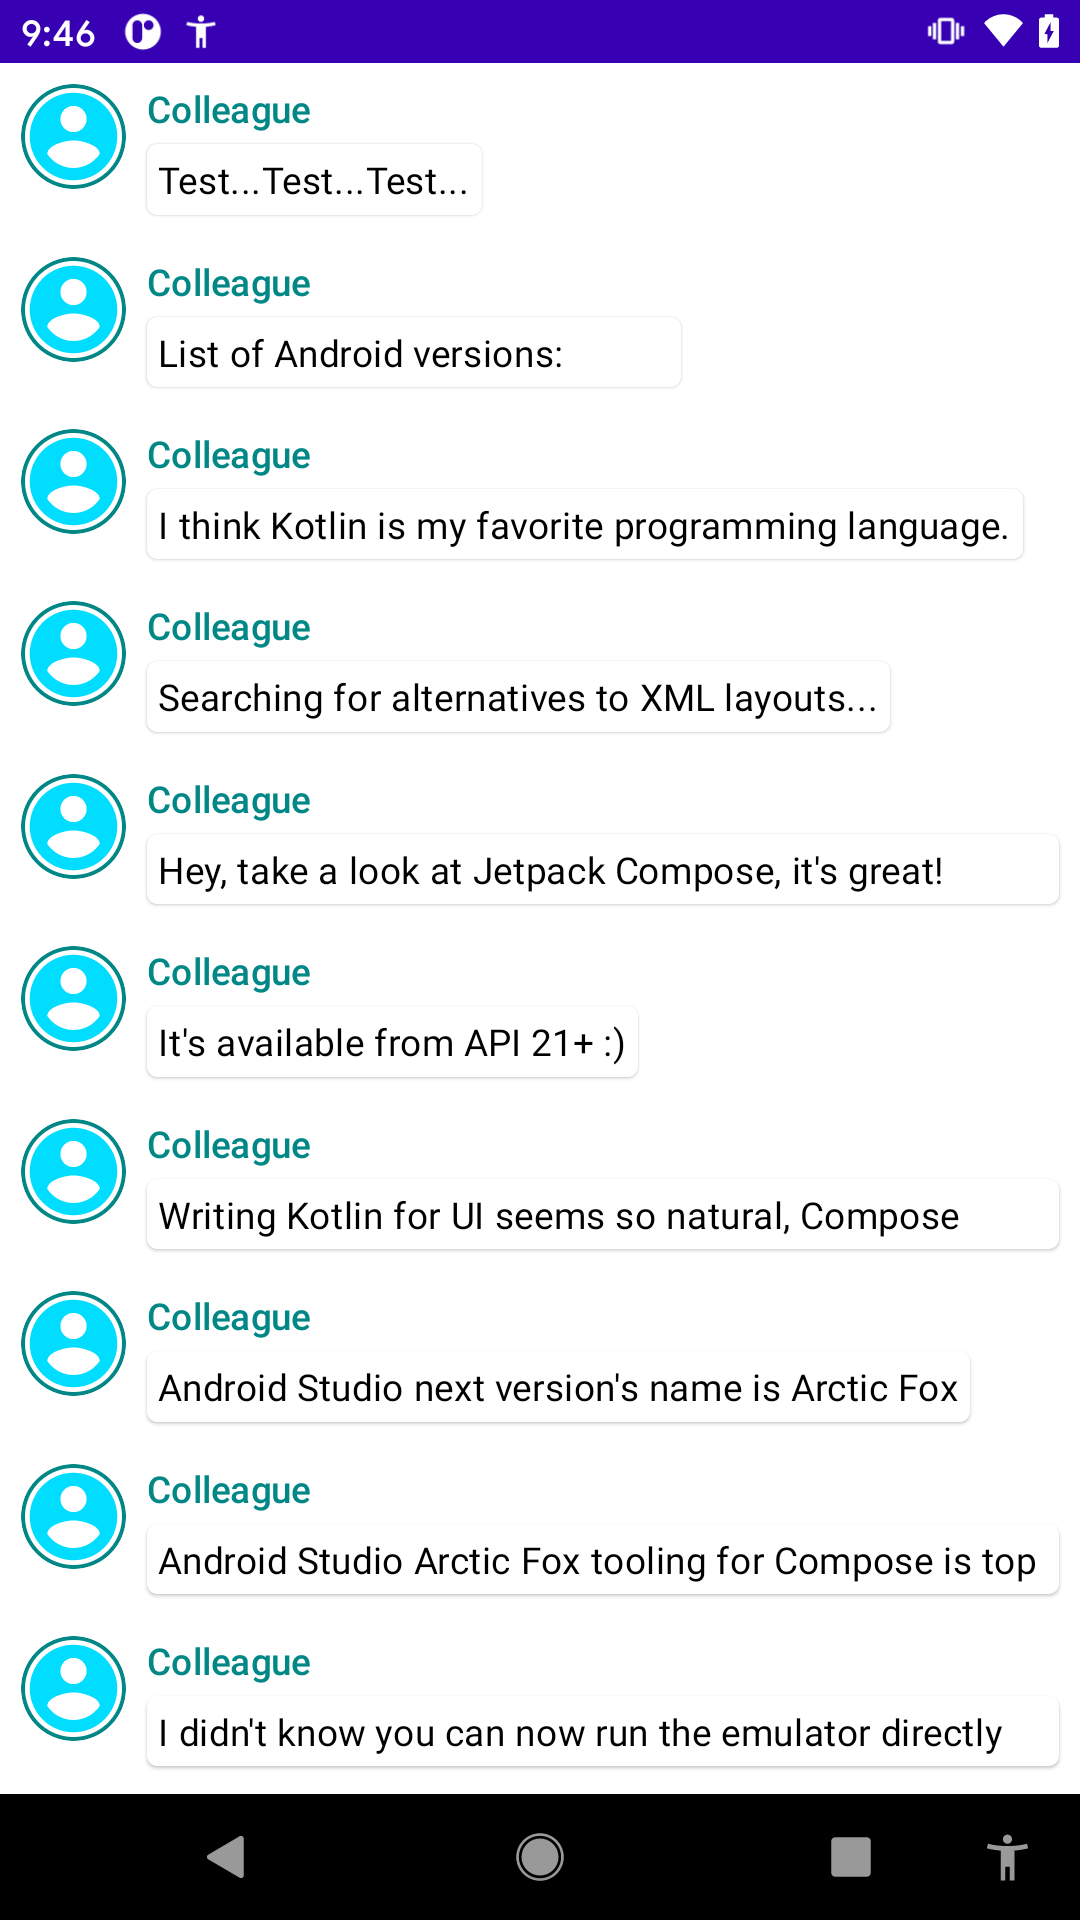 9:46
Colleague
Test...Test...Test...
Colleague
List of Android versions:
Colleague
I think Kotlin is my favorite programming language.
Colleague
Searching for alternatives to XML layouts...
Colleague
Hey, take a look at Jetpack Compose, it's great!
Colleague
It's available from API 21+ :)
Colleague
Writing Kotlin for UI seems so natural, Compose
Colleague
Android Studio next version's name is Arctic Fox
Colleague
Android Studio Arctic Fox tooling for Compose is top
Colleague
I didn't know you can now run the emulator directly